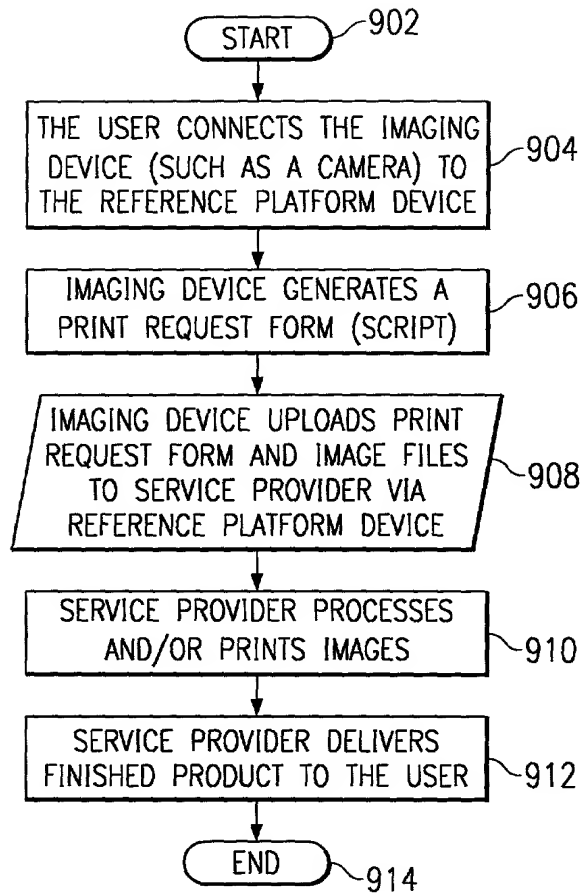 START
902
THE USER CONNECTS THE IMAGING
DEVICE (SUCH AS A CAMERA) TO
THE REFERENCE PLATFORM DEVICE
904
IMAGING DEVICE GENERATES A
PRINT REQUEST FORM (SCRIPT)
906
IMAGING DEVICE UPLOADS PRINT
REQUEST FORM AND IMAGE FILES
TO SERVICE PROVIDER VIA
REFERENCE PLATFORM DEVICE
908
SERVICE PROVIDER PROCESSES
AND/OR PRINTS IMAGES
910
SERVICE PROVIDER DELIVERS
FINISHED PRODUCT TO THE USER
912
END
914